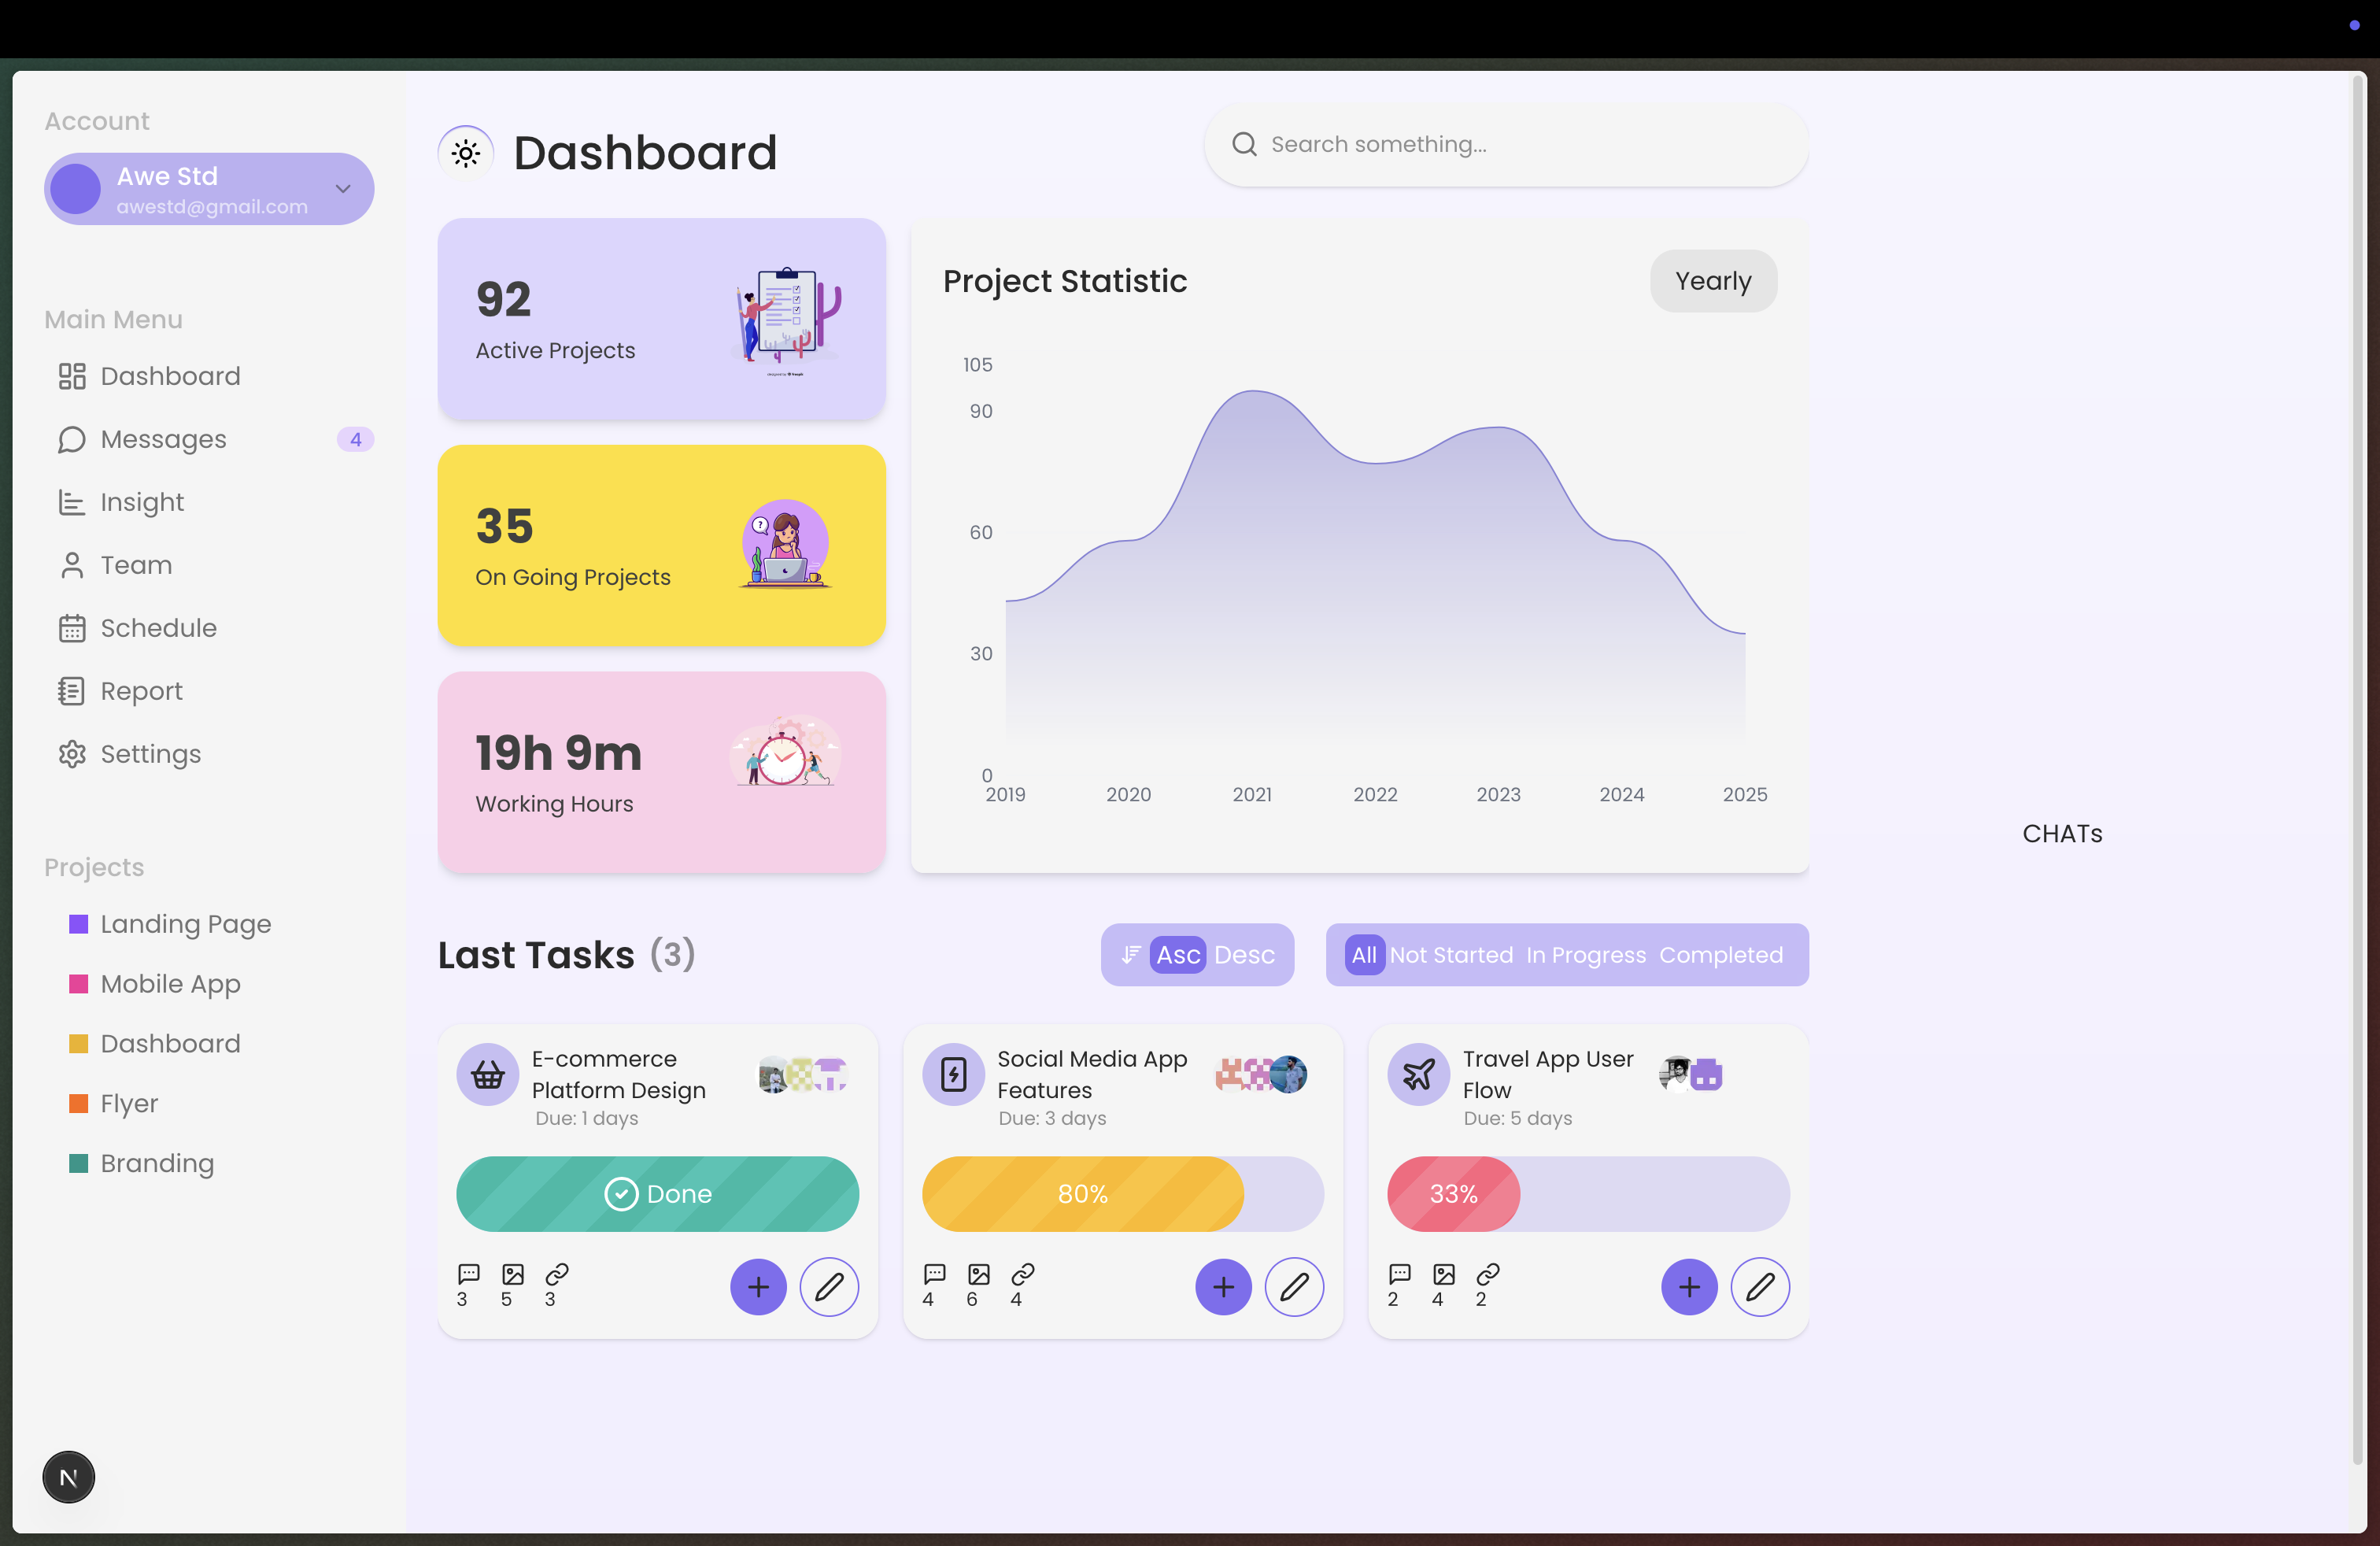 Account
Awe Std
awestd@gmail.com
Main Menu
Dashboard
Messages 4
Insight
Team
Schedule
Report
Settings
Projects
Landing Page
Mobile App
Dashboard
Flyer
Branding
N
Dashboard
Search something...
92
Active Projects
35
On Going Projects
?
19h 9m
Working Hours
Project Statistic
Yearly
105
90
60
30
0
2019 2020 2021 2022 2023 2024 2025
Last Tasks (3)
Asc Desc
All Not Started In Progress Completed
E-commerce
Platform Design
Due: 1 days
Done
3 5 3
Social Media App
Features
Due: 3 days
80%
4 6 4
Travel App User
Flow
Due: 5 days
33%
2 4 2
CHATs